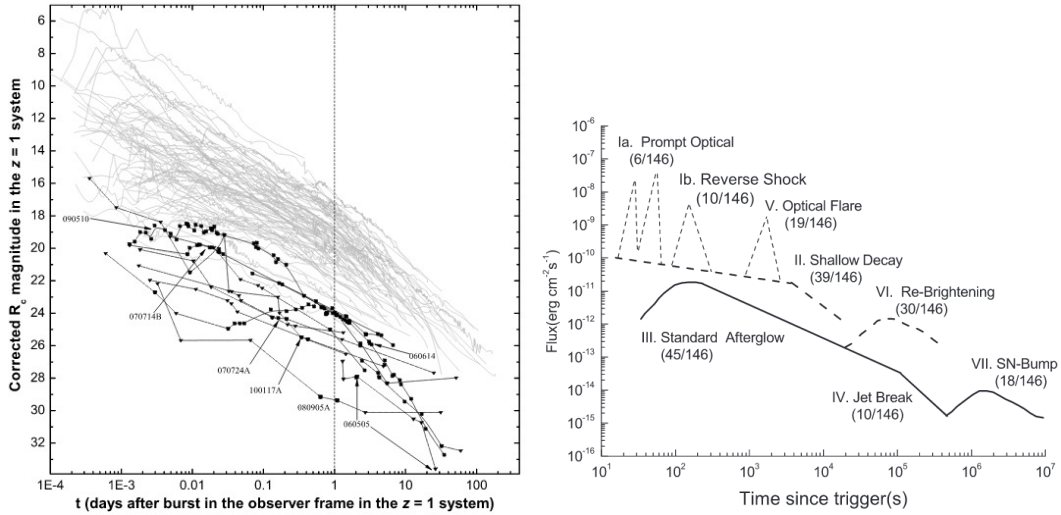 Corrected R_c magnitude in the z = 1 system
6
8
10
12
14
16
18
20
22
24
26
28
30
32
090510
070714B
070724A
100117A
080905A
060505
060614
1E-4
1E-3
0.01
0.1
1
10
100
t (days after burst in the observer frame in the z = 1 system)
Flux(erg cm⁻²s⁻¹)
10⁻⁶
10⁻⁷
10⁻⁸
10⁻⁹
10⁻¹⁰
10⁻¹¹
10⁻¹²
10⁻¹³
10⁻¹⁴
10⁻¹⁵
10⁻¹⁶
Ia. Prompt Optical
(6/146)
Ib. Reverse Shock
(10/146)
V. Optical Flare
(19/146)
II. Shallow Decay
(39/146)
VI. Re-Brightening
(30/146)
III. Standard Afterglow
(45/146)
VII. SN-Bump
(18/146)
IV. Jet Break
(10/146)
10¹
10²
10³
10⁴
10⁵
10⁶
10⁷
Time since trigger(s)